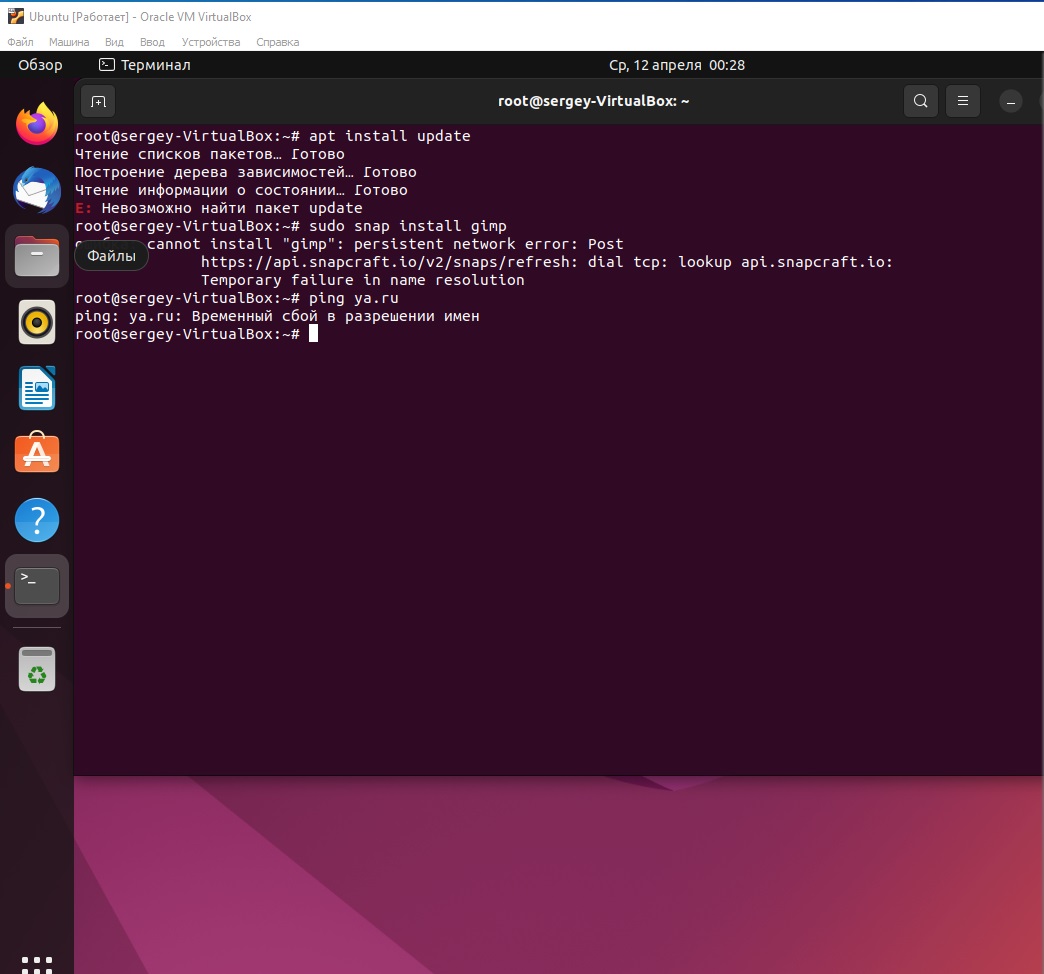 Ubuntu [Работает] - Oracle VM VirtualBox
Файл Машина Вид Ввод Устройства Справка
Обзор Терминал Ср, 12 апреля 00:28
root@sergey-VirtualBox: ~
root@sergey-VirtualBox:~# apt install update
Чтение списков пакетов… Готово
Построение дерева зависимостей… Готово
Чтение информации о состоянии… Готово
E: Невозможно найти пакет update
root@sergey-VirtualBox:~# sudo snap install gimp
cannot install "gimp": persistent network error: Post
Файлы
https://api.snapcraft.io/v2/snaps/refresh: dial tcp: lookup api.snapcraft.io:
Temporary failure in name resolution
root@sergey-VirtualBox:~# ping ya.ru
ping: ya.ru: Временный сбой в разрешении имен
root@sergey-VirtualBox:~#